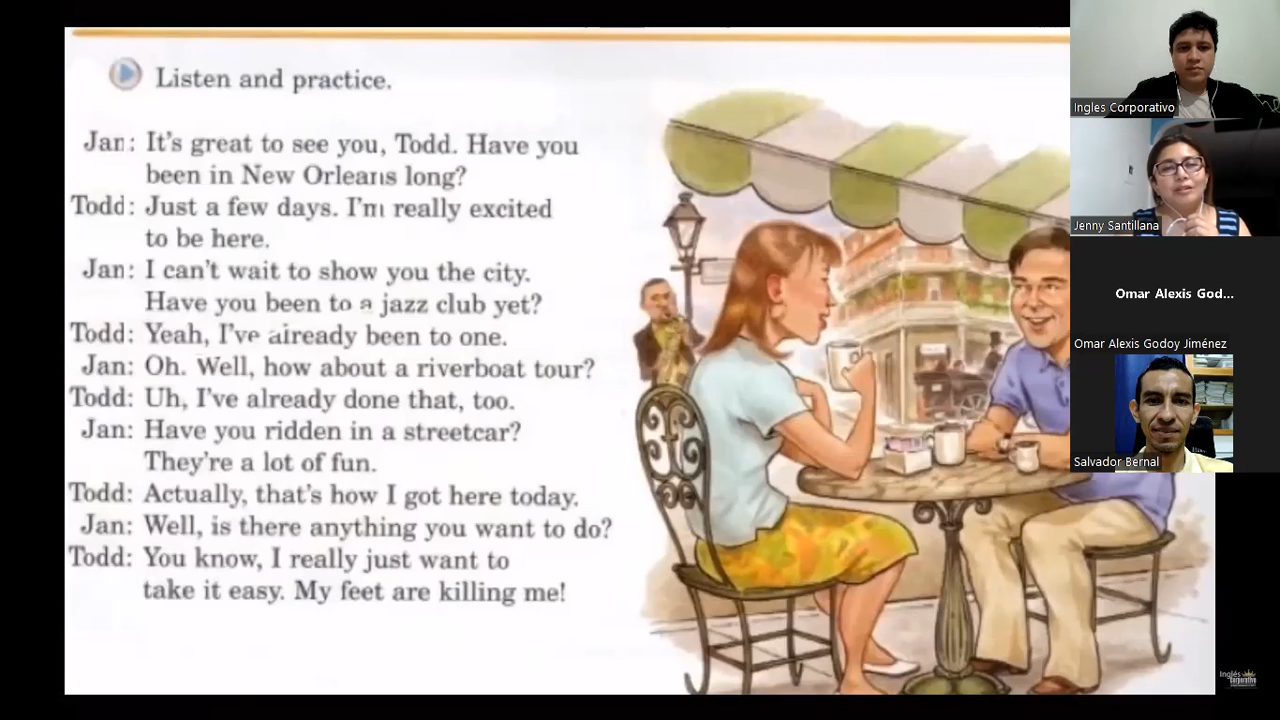 Listen and practice.
Jan: It's great to see you, Todd. Have you
been in New Orleans long?
Todd: Just a few days. I'm really excited
to be here.
Jan: I can't wait to show you the city.
Have you been to a jazz club yet?
Todd: Yeah, I've already been to one.
Jan: Oh. Well, how about a riverboat tour?
Todd: Uh, I've already done that, too.
Jan: Have you ridden in a streetcar?
They're a lot of fun.
Todd: Actually, that's how I got here today.
Jan: Well, is there anything you want to do?
Todd: You know, I really just want to
take it easy. My feet are killing me!
Ingles Corporativo
Jenny Santillana
Omar Alexis God...
Omar Alexis Godoy Jiménez
Salvador Bernal
Inglés
Corporativo